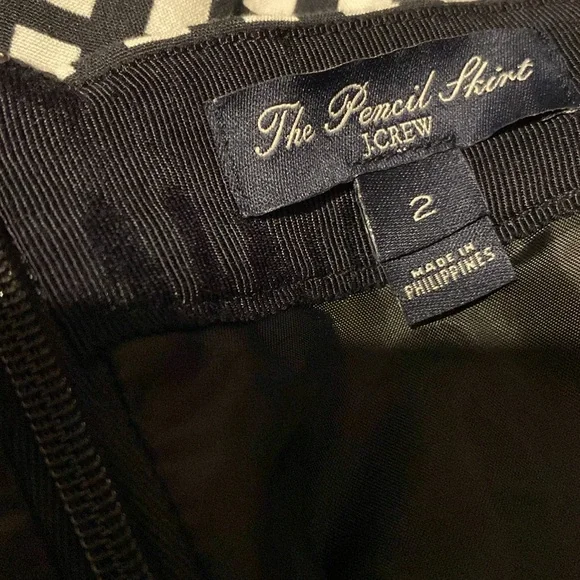 The Pencil Skirt
J.CREW
2
MADE IN
PHILIPPINES